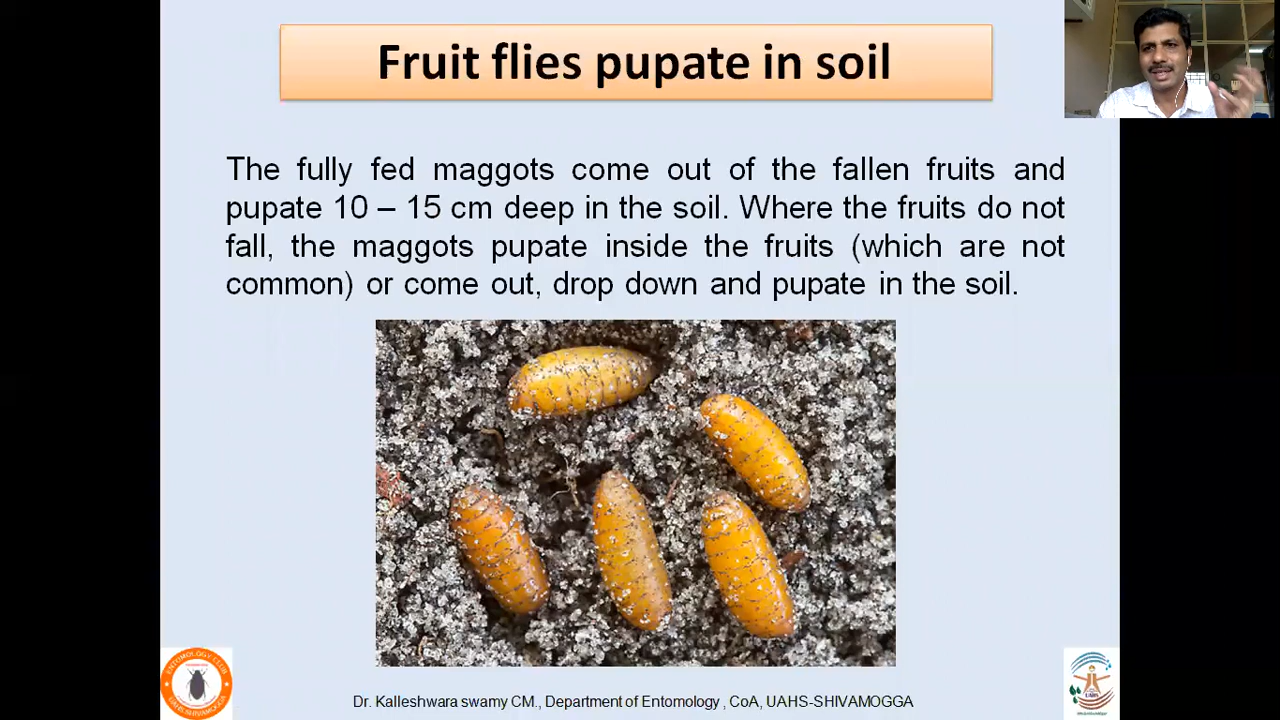 Fruit flies pupate in soil
The fully fed maggots come out of the fallen fruits and
pupate 10 – 15 cm deep in the soil. Where the fruits do not
fall, the maggots pupate inside the fruits (which are not
common) or come out, drop down and pupate in the soil.
ENTOMOLOGY CLUB
UAHS
Dr. Kalleshwara swamy CM., Department of Entomology , CoA, UAHS-SHIVAMOGGA